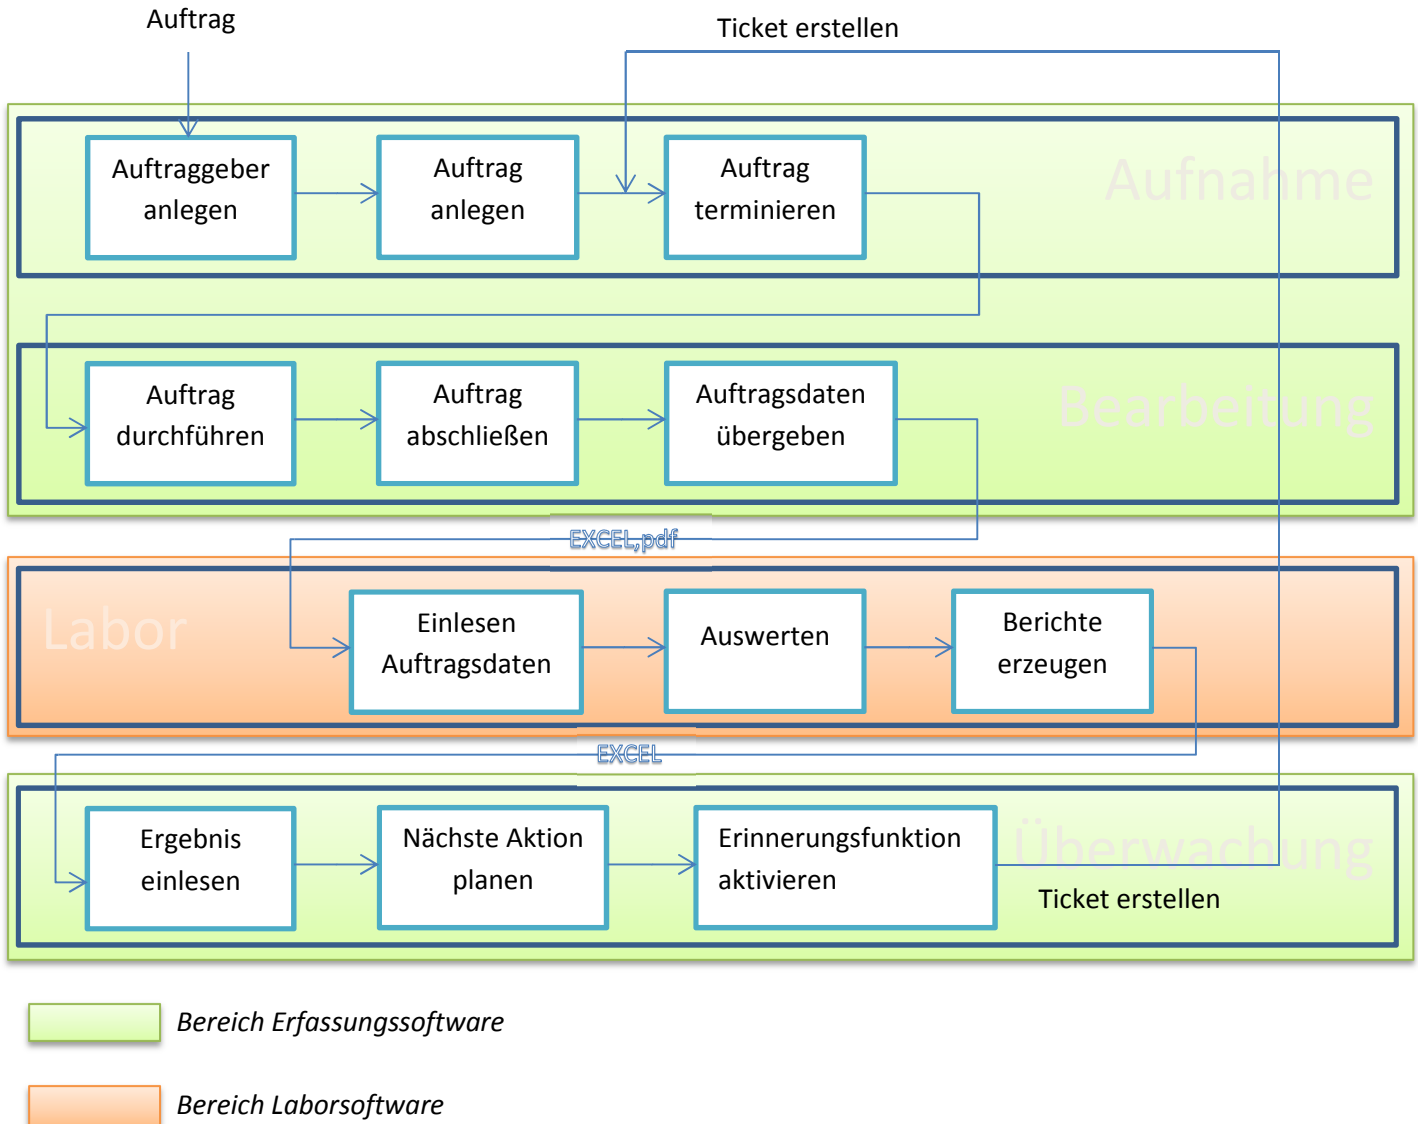 Auftrag
Ticket erstellen
Auftraggeber
anlegen
Auftrag
anlegen
Auftrag
terminieren
Aufnahme
Auftrag
durchführen
Auftrag
abschließen
Auftragsdaten
übergeben
Bearbeitung
EXCEL,pdf
Labor
Einlesen
Auftragsdaten
Auswerten
Berichte
erzeugen
EXCEL
Ergebnis
einlesen
Nächste Aktion
planen
Erinnerungsfunktion
aktivieren
Überwachung
Ticket erstellen
Bereich Erfassungssoftware
Bereich Laborsoftware